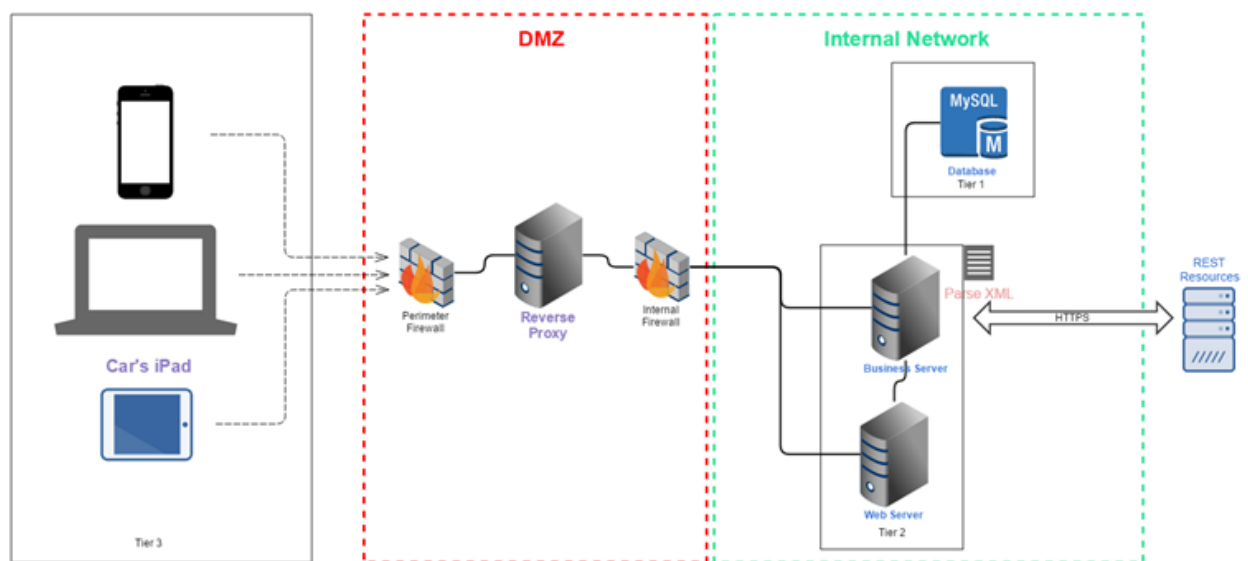 DMZ
Internal Network
MySQL
M
Database
Tier 1
Car's iPad
Perimeter
Firewall
Reverse
Proxy
Internal
Firewall
Parse XML
Business Server
HTTPS
REST
Resources
Web Server
Tier 2
Tier 3